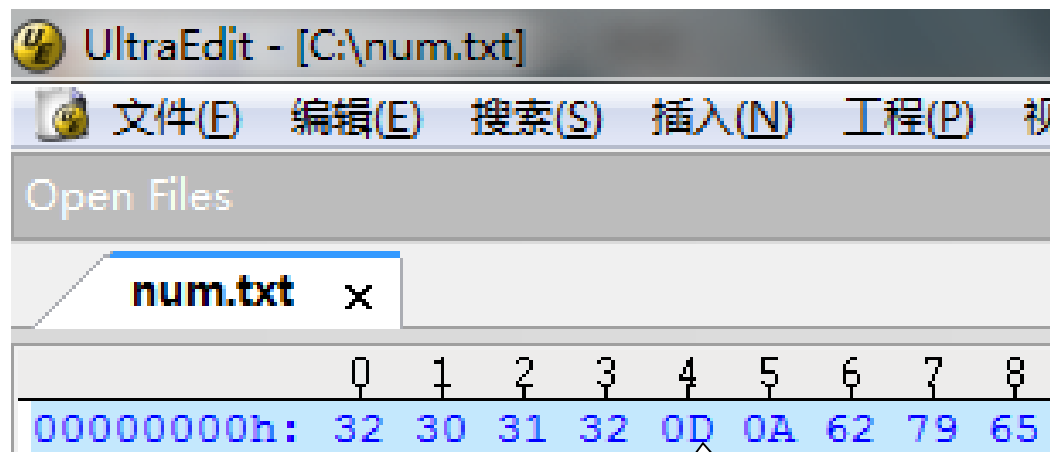 UltraEdit - [C:\num.txt]
文件(F) 编辑(E) 搜索(S) 插入(N) 工程(P)
Open Files
num.txt x
0 1 2 3 4 5 6 7 8
00000000h: 32 30 31 32 0D 0A 62 79 65